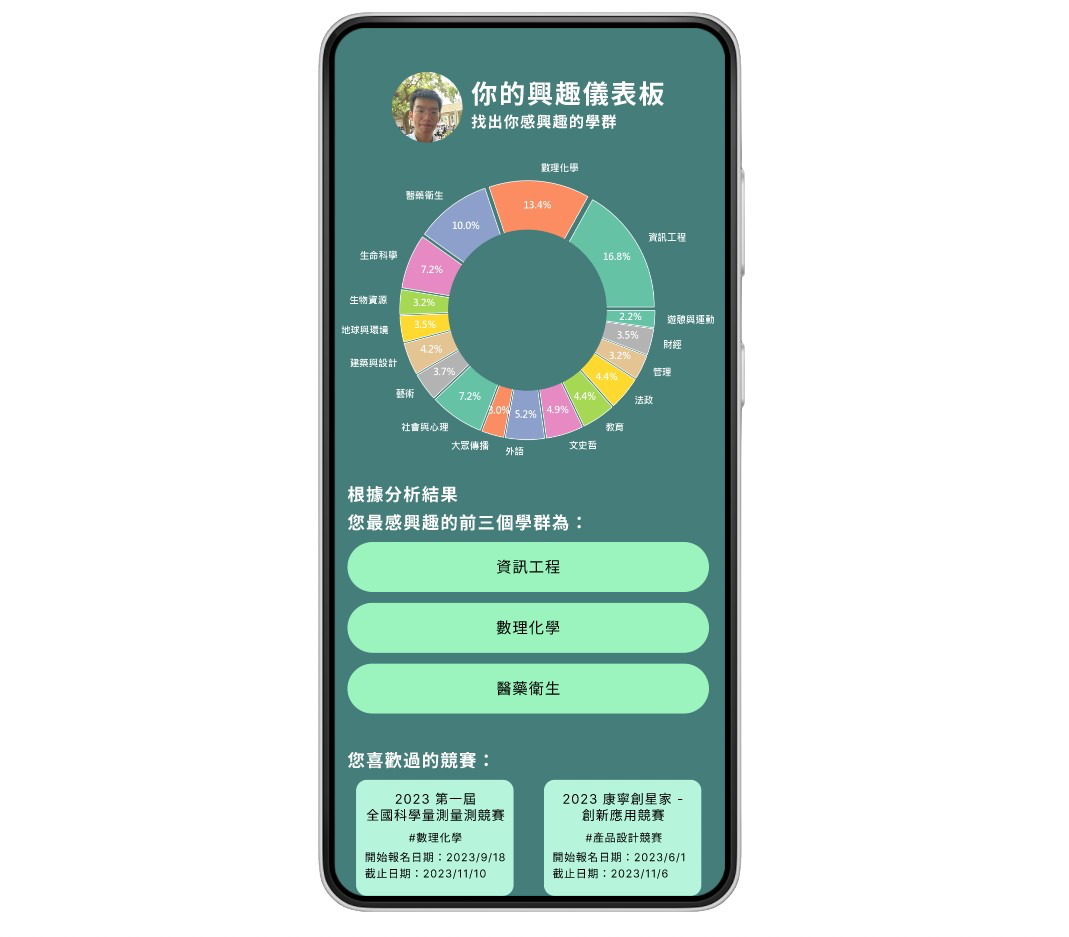 你的興趣儀表板
找出你感興趣的學群
數理化學
13.4%
醫藥衛生
10.0%
資訊工程
16.8%
生命科學
7.2%
生物資源
3.2%
遊憩與運動
2.2%
地球與環境
3.5%
財經
3.5%
建築與設計
4.2%
管理
3.2%
藝術
3.7%
法政
4.4%
社會與心理
7.2%
教育
4.4%
大眾傳播
3.0%
外語
5.2%
文史哲
4.9%
根據分析結果
您最感興趣的前三個學群為：
資訊工程
數理化學
醫藥衛生
您喜歡過的競賽：
2023 第一屆
全國科學量測量測競賽
#數理化學
開始報名日期：2023/9/18
截止日期：2023/11/10
2023 康寧創星家 -
創新應用競賽
#產品設計競賽
開始報名日期：2023/6/1
截止日期：2023/11/6